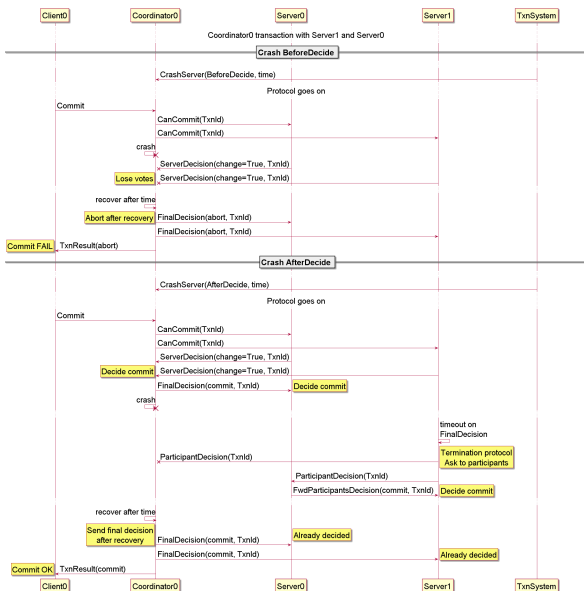 Client0 Coordinator0 Server0 Server1 TxnSystem
Coordinator0 transaction with Server1 and Server0
Crash BeforeDecide
CrashServer(BeforeDecide, time)
Protocol goes on
Commit
CanCommit(TxnId)
CanCommit(TxnId)
crash
ServerDecision(change=True, TxnId)
Lose votes
ServerDecision(change=True, TxnId)
recover after time
Abort after recovery
FinalDecision(abort, TxnId)
FinalDecision(abort, TxnId)
Commit FAIL
TxnResult(abort)
Crash AfterDecide
CrashServer(AfterDecide, time)
Protocol goes on
Commit
CanCommit(TxnId)
CanCommit(TxnId)
ServerDecision(change=True, TxnId)
Decide commit
ServerDecision(change=True, TxnId)
FinalDecision(commit, TxnId)
Decide commit
crash
timeout on
FinalDecision
ParticipantDecision(TxnId)
Termination protocol
Ask to participants
ParticipantDecision(TxnId)
FwdParticipantsDecision(commit, TxnId)
Decide commit
recover after time
Send final decision
after recovery
FinalDecision(commit, TxnId)
Already decided
FinalDecision(commit, TxnId)
Already decided
Commit OK
TxnResult(commit)
Client0 Coordinator0 Server0 Server1 TxnSystem